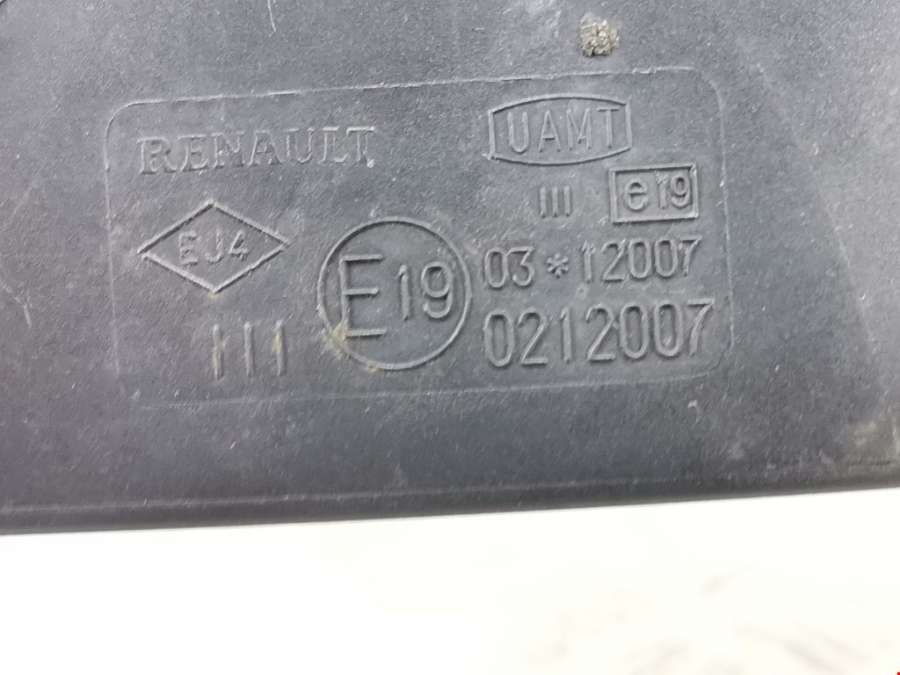 RENAULT
UAMT
III e19
EJ4
E19
03*12007
III
0212007